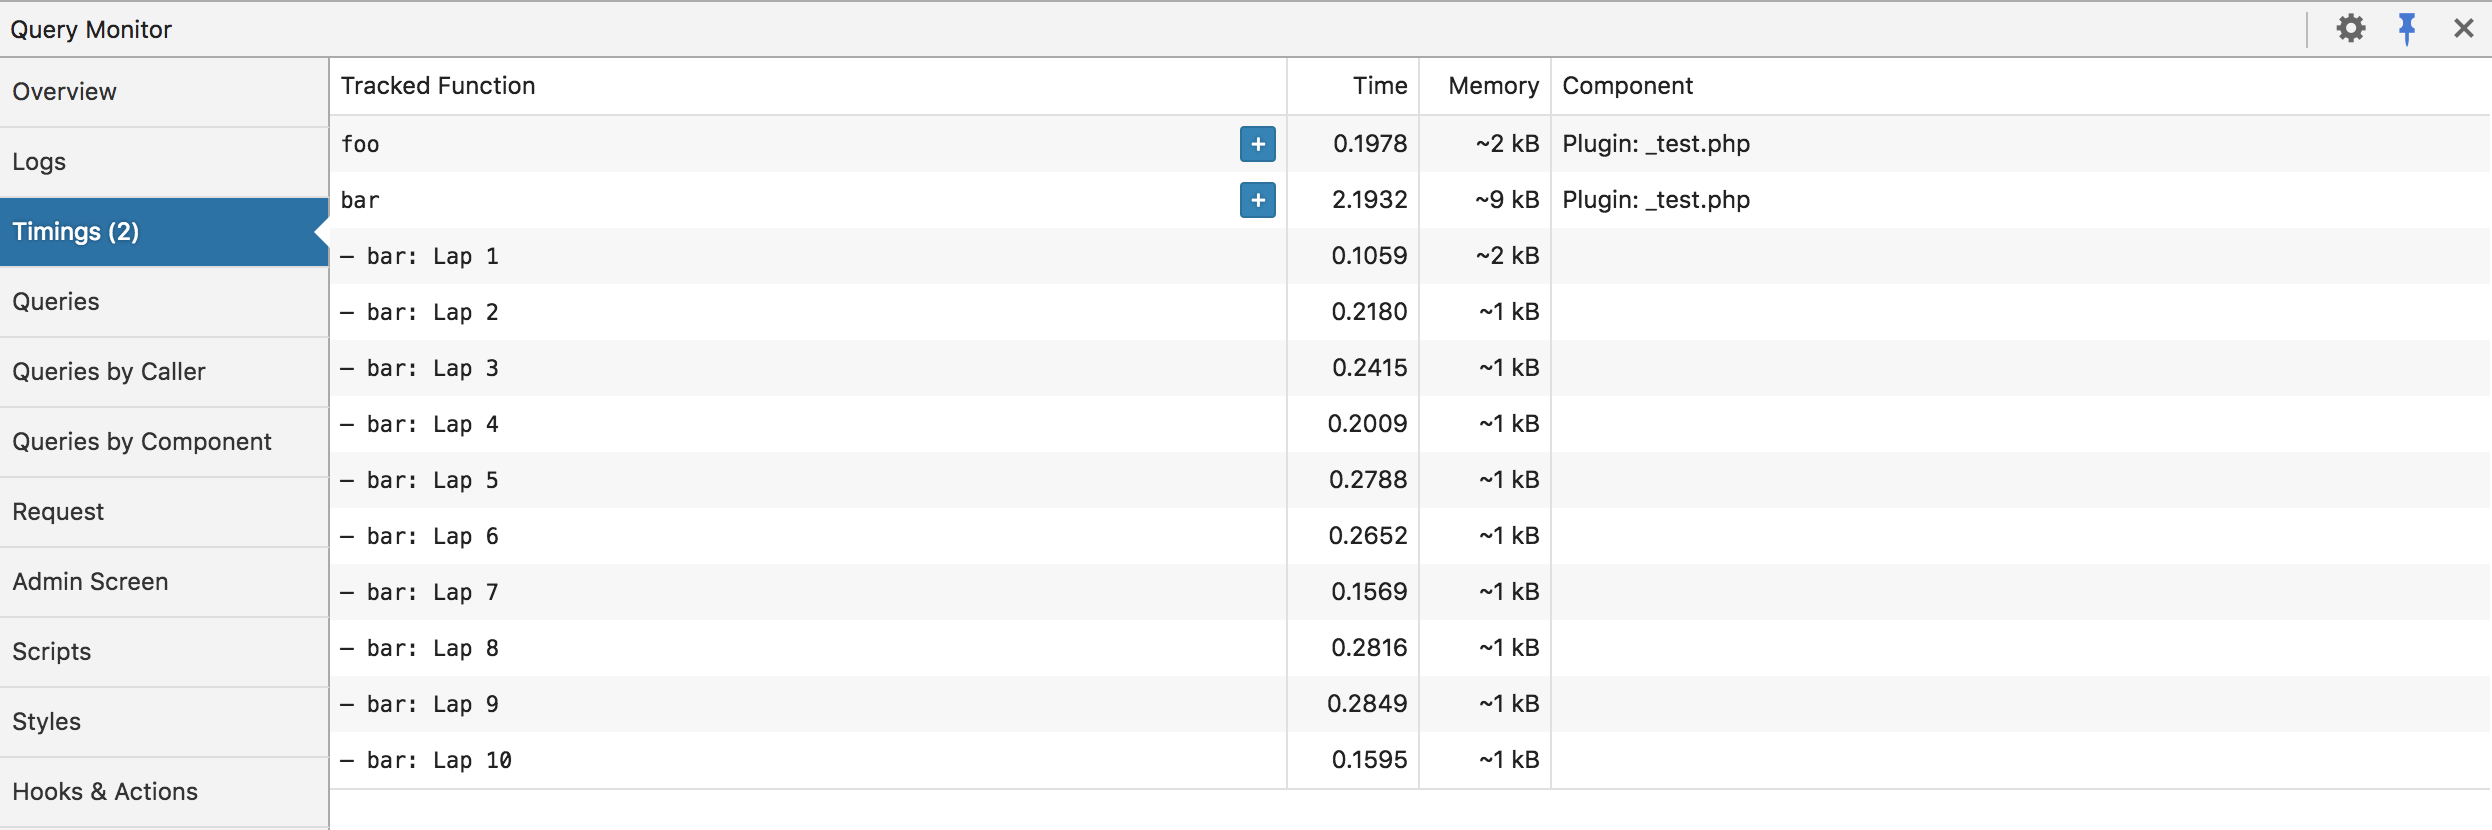 Query Monitor
Overview
Logs
Timings (2)
Queries
Queries by Caller
Queries by Component
Request
Admin Screen
Scripts
Styles
Hooks & Actions
Tracked Function Time Memory Component
foo + 0.1978 ~2 kB Plugin: _test.php
bar + 2.1932 ~9 kB Plugin: _test.php
– bar: Lap 1 0.1059 ~2 kB
– bar: Lap 2 0.2180 ~1 kB
– bar: Lap 3 0.2415 ~1 kB
– bar: Lap 4 0.2009 ~1 kB
– bar: Lap 5 0.2788 ~1 kB
– bar: Lap 6 0.2652 ~1 kB
– bar: Lap 7 0.1569 ~1 kB
– bar: Lap 8 0.2816 ~1 kB
– bar: Lap 9 0.2849 ~1 kB
– bar: Lap 10 0.1595 ~1 kB